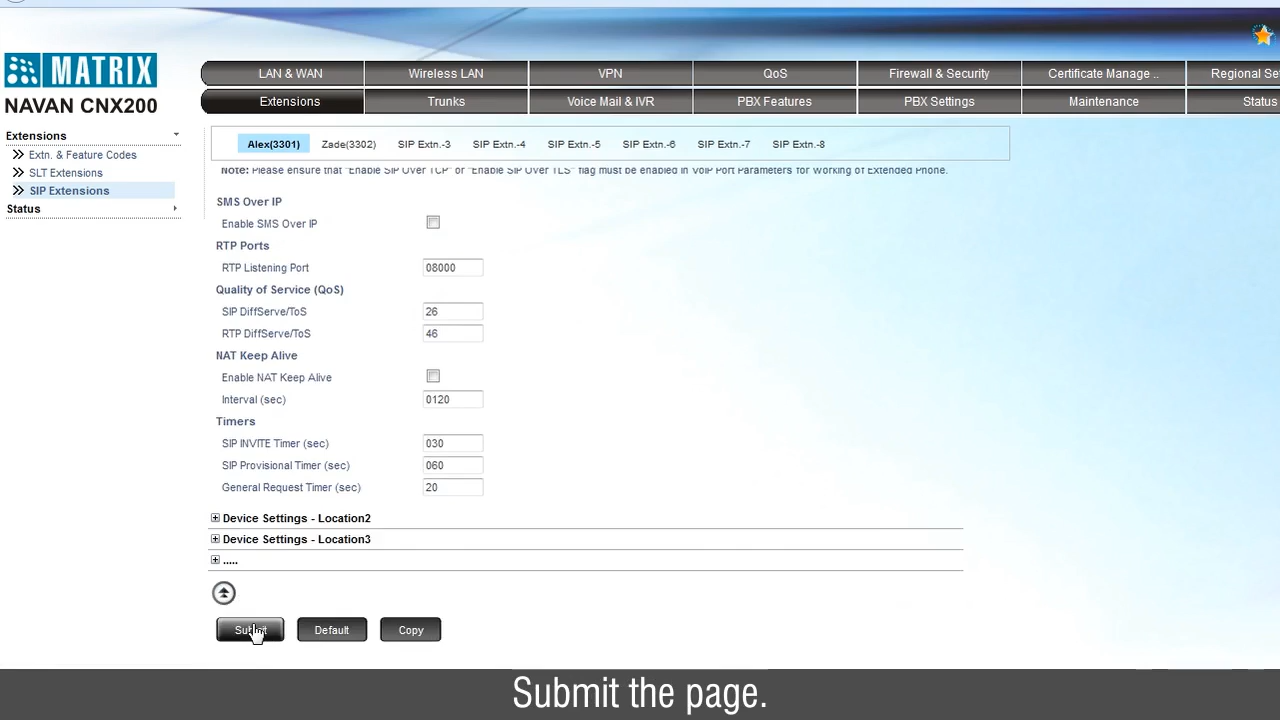 MATRIX
NAVAN CNX200
LAN & WAN Wireless LAN VPN QoS Firewall & Security Certificate Manage .. Regional Se
Extensions Trunks Voice Mail & IVR PBX Features PBX Settings Maintenance Status
Extensions
Extn. & Feature Codes
SLT Extensions
SIP Extensions
Status
Alex(3301) Zade(3302) SIP Extn.-3 SIP Extn.-4 SIP Extn.-5 SIP Extn.-6 SIP Extn.-7 SIP Extn.-8
Note: Please ensure that "Enable SIP Over TCP" or "Enable SIP Over TLS" flag must be enabled in VoIP Port Parameters for Working of Extended Phone.
SMS Over IP
Enable SMS Over IP
RTP Ports
RTP Listening Port 08000
Quality of Service (QoS)
SIP DiffServe/ToS 26
RTP DiffServe/ToS 46
NAT Keep Alive
Enable NAT Keep Alive
Interval (sec) 0120
Timers
SIP INVITE Timer (sec) 030
SIP Provisional Timer (sec) 060
General Request Timer (sec) 20
Device Settings - Location2
Device Settings - Location3
.....
Submit Default Copy
Submit the page.